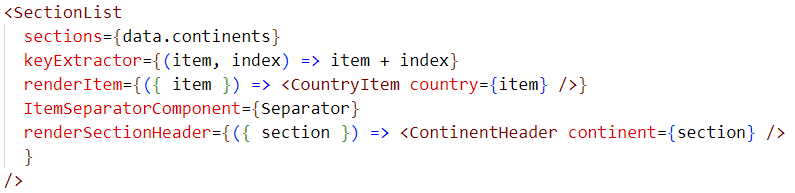 <SectionList
sections={data.continents}
keyExtractor={(item, index) => item + index}
renderItem={({ item }) => <CountryItem country={item} />}
ItemSeparatorComponent={Separator}
renderSectionHeader={({ section }) => <ContinentHeader continent={section} />
}
/>